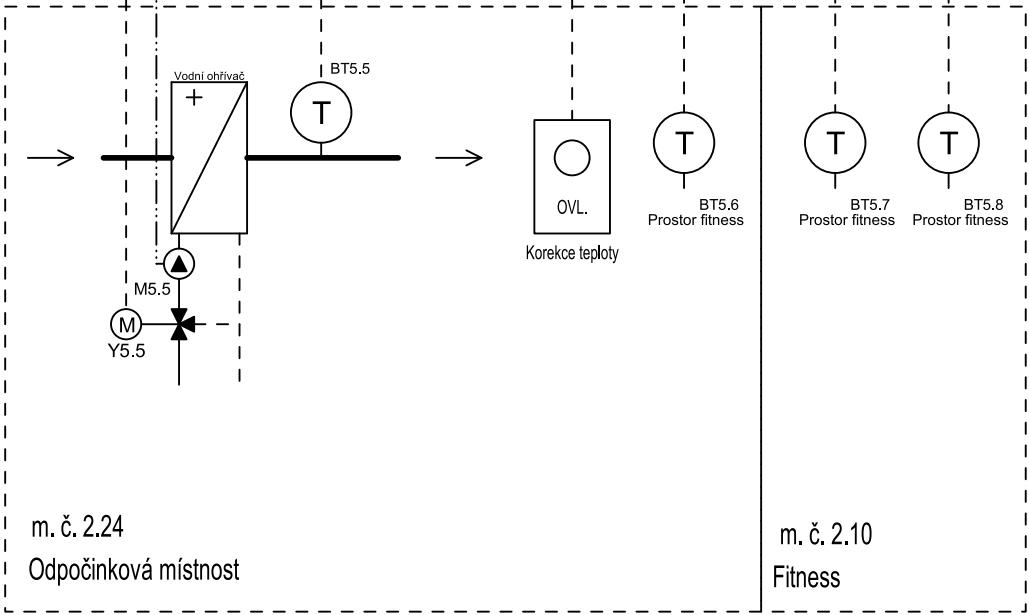 Vodní ohřívač
BT5.5
T
M5.5
M
Y5.5
OVL.
Korekce teploty
T
BT5.6
Prostor fitness
T
BT5.7
Prostor fitness
T
BT5.8
Prostor fitness
m. č. 2.24
Odpočinková místnost
m. č. 2.10
Fitness